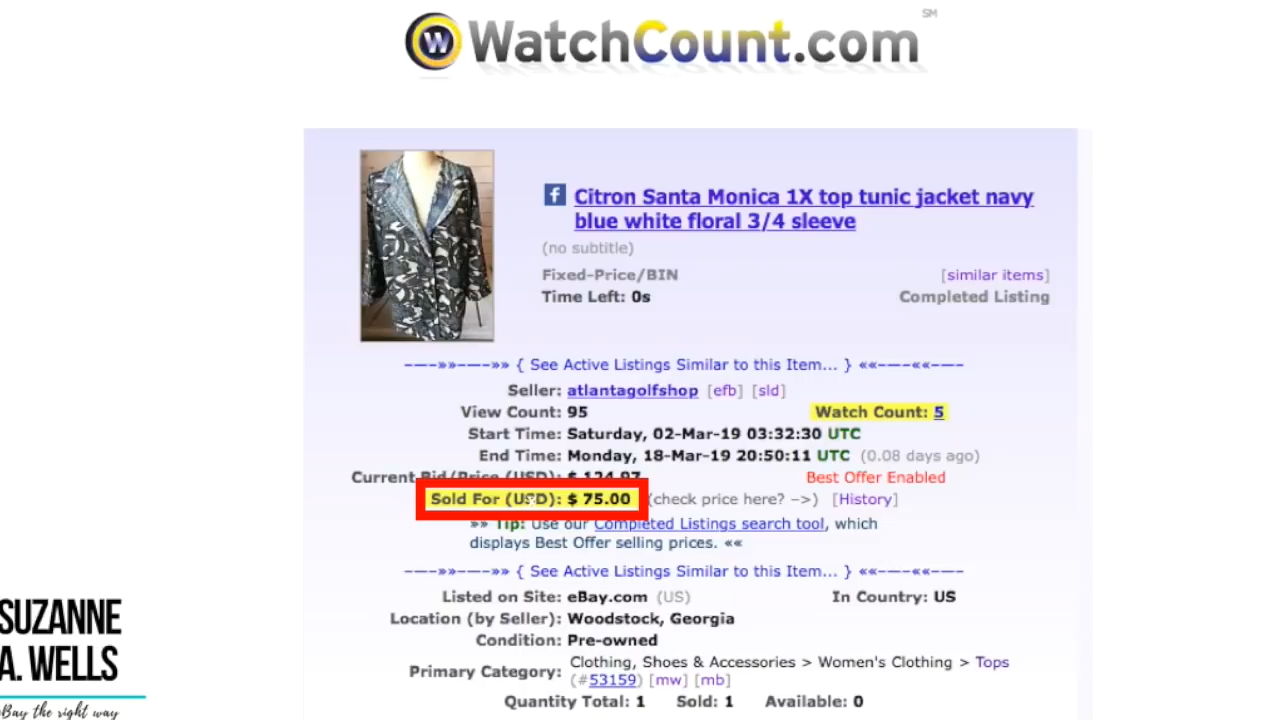 WatchCount.com SM
Citron Santa Monica 1X top tunic jacket navy
blue white floral 3/4 sleeve
(no subtitle)
Fixed-Price/BIN [similar items]
Time Left: 0s Completed Listing
—–»»—–»» { See Active Listings Similar to this Item... } ««—–««—–
Seller: atlantagolfshop [efb] [sld]
View Count: 95 Watch Count: 5
Start Time: Saturday, 02-Mar-19 03:32:30 UTC
End Time: Monday, 18-Mar-19 20:50:11 UTC (0.08 days ago)
Current Bid/Price (USD): $ 124.97 Best Offer Enabled
Sold For (USD): $ 75.00 (check price here? –>) [History]
»» Tip: Use our Completed Listings search tool, which
displays Best Offer selling prices. ««
—–»»—–»» { See Active Listings Similar to this Item... } ««—–««—–
Listed on Site: eBay.com (US) In Country: US
Location (by Seller): Woodstock, Georgia
Condition: Pre-owned
Primary Category: Clothing, Shoes & Accessories > Women's Clothing > Tops
(#53159) [mw] [mb]
Quantity Total: 1 Sold: 1 Available: 0
SUZANNE
A. WELLS
eBay the right way